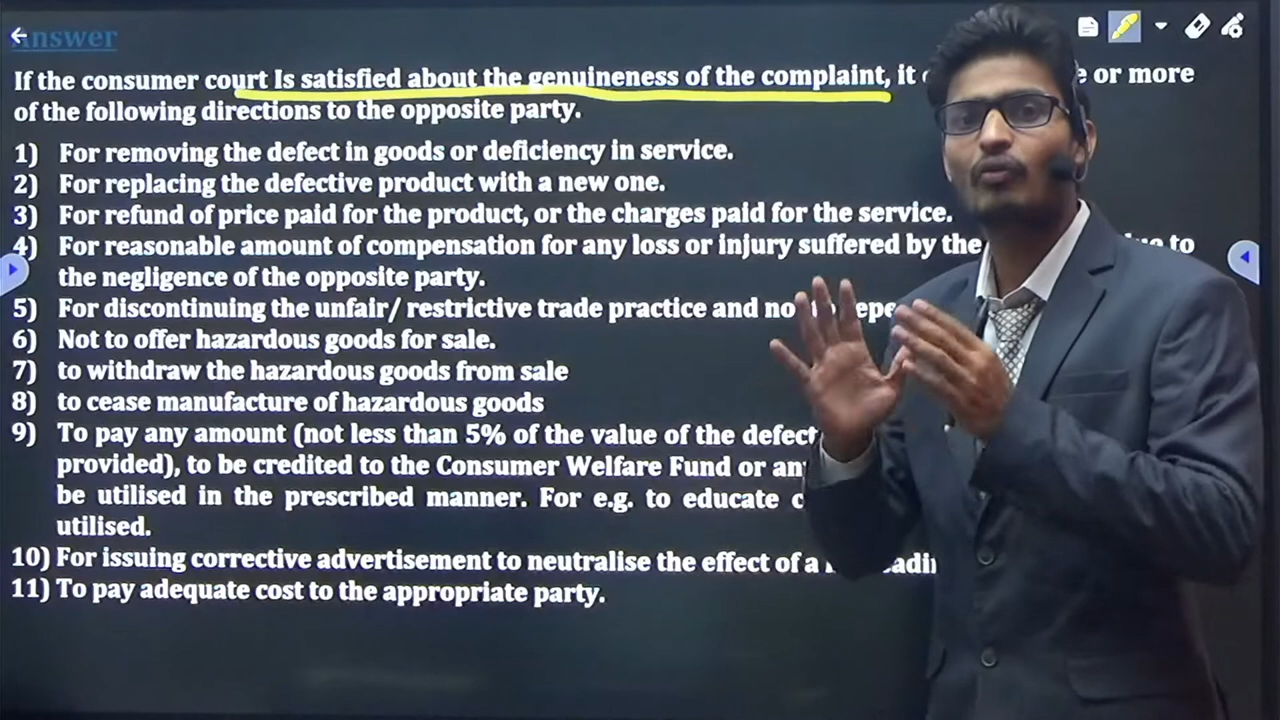 Answer
If the consumer court Is satisfied about the genuineness of the complaint, it or more
of the following directions to the opposite party.
1) For removing the defect in goods or deficiency in service.
2) For replacing the defective product with a new one.
3) For refund of price paid for the product, or the charges paid for the service.
4) For reasonable amount of compensation for any loss or injury suffered by the to
the negligence of the opposite party.
5) For discontinuing the unfair/ restrictive trade practice and
6) Not to offer hazardous goods for sale.
7) to withdraw the hazardous goods from sale
8) to cease manufacture of hazardous goods
9) To pay any amount (not less than 5% of the value of the
provided), to be credited to the Consumer Welfare Fund or
be utilised in the prescribed manner. For e.g. to educate
utilised.
10) For issuing corrective advertisement to neutralise the effect of a
11) To pay adequate cost to the appropriate party.